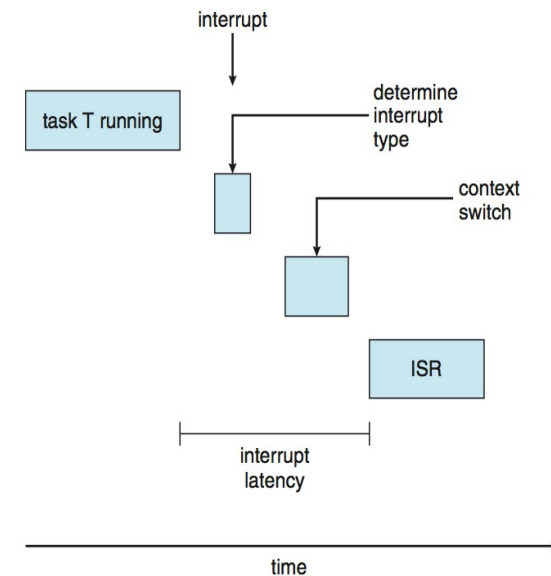 interrupt
task T running
determine
interrupt
type
context
switch
ISR
interrupt
latency
time